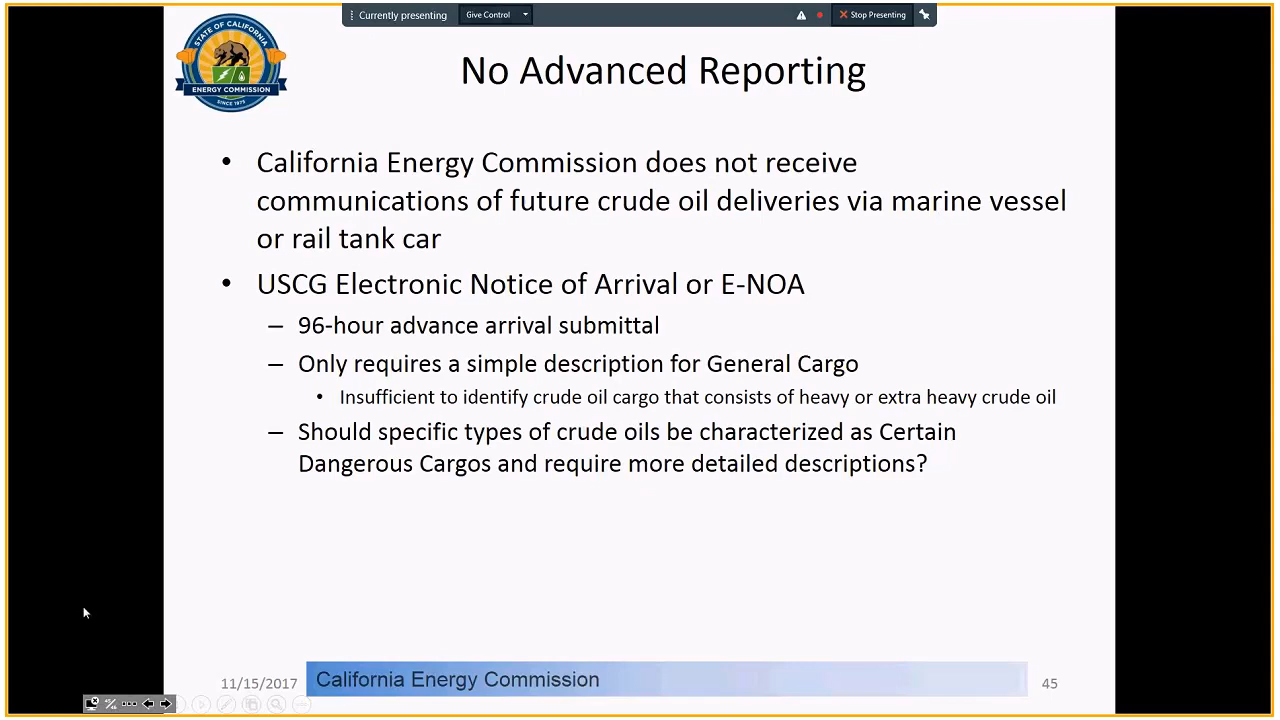 Currently presenting
Give Control
Stop Presenting
STATE OF CALIFORNIA
ENERGY COMMISSION
SINCE 1975
No Advanced Reporting
• California Energy Commission does not receive
communications of future crude oil deliveries via marine vessel
or rail tank car
• USCG Electronic Notice of Arrival or E-NOA
– 96-hour advance arrival submittal
– Only requires a simple description for General Cargo
• Insufficient to identify crude oil cargo that consists of heavy or extra heavy crude oil
– Should specific types of crude oils be characterized as Certain
Dangerous Cargos and require more detailed descriptions?
11/15/2017
California Energy Commission
45